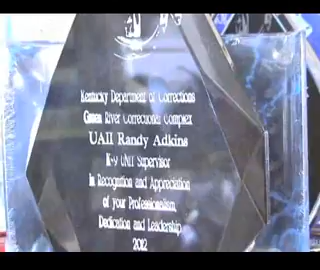 Kentucky Department of Corrections
Green River Correctional Complex
UAII Randy Adkins
K-9 UNIT Supervisor
In Recognition and Appreciation
of your Professionalism,
Dedication and Leadership
2012